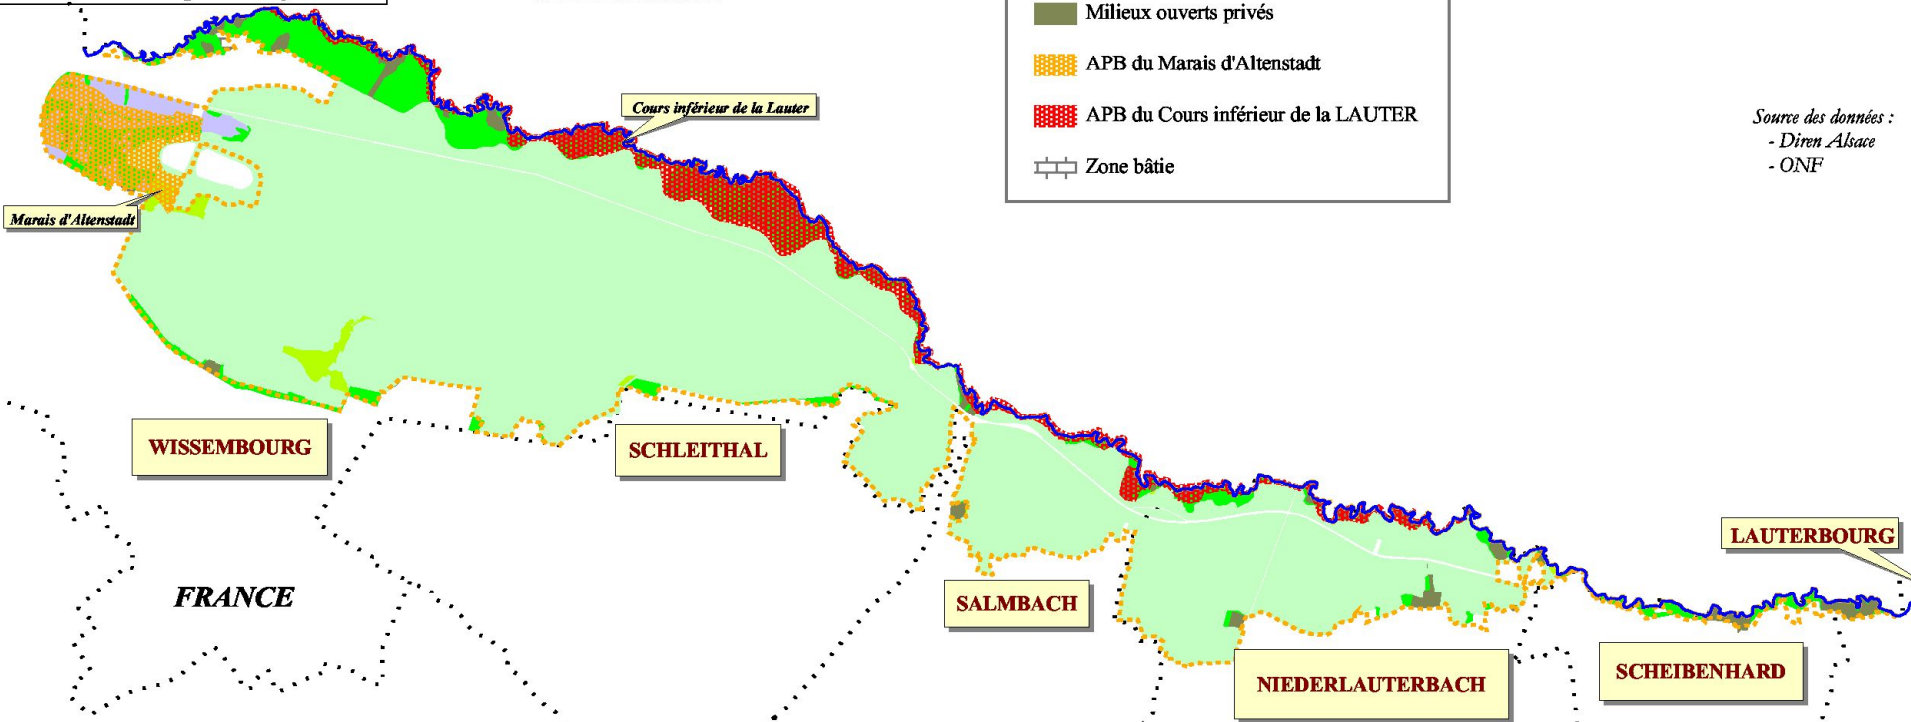 Milieux ouverts privés
APB du Marais d'Altenstadt
APB du Cours inférieur de la LAUTER
Zone bâtie
Source des données :
- Diren Alsace
- ONF
Cours inférieur de la Lauter
Marais d'Altenstadt
WISSEMBOURG
SCHLEITHAL
LAUTERBOURG
FRANCE
SALMBACH
NIEDERLAUTERBACH
SCHEIBENHARD